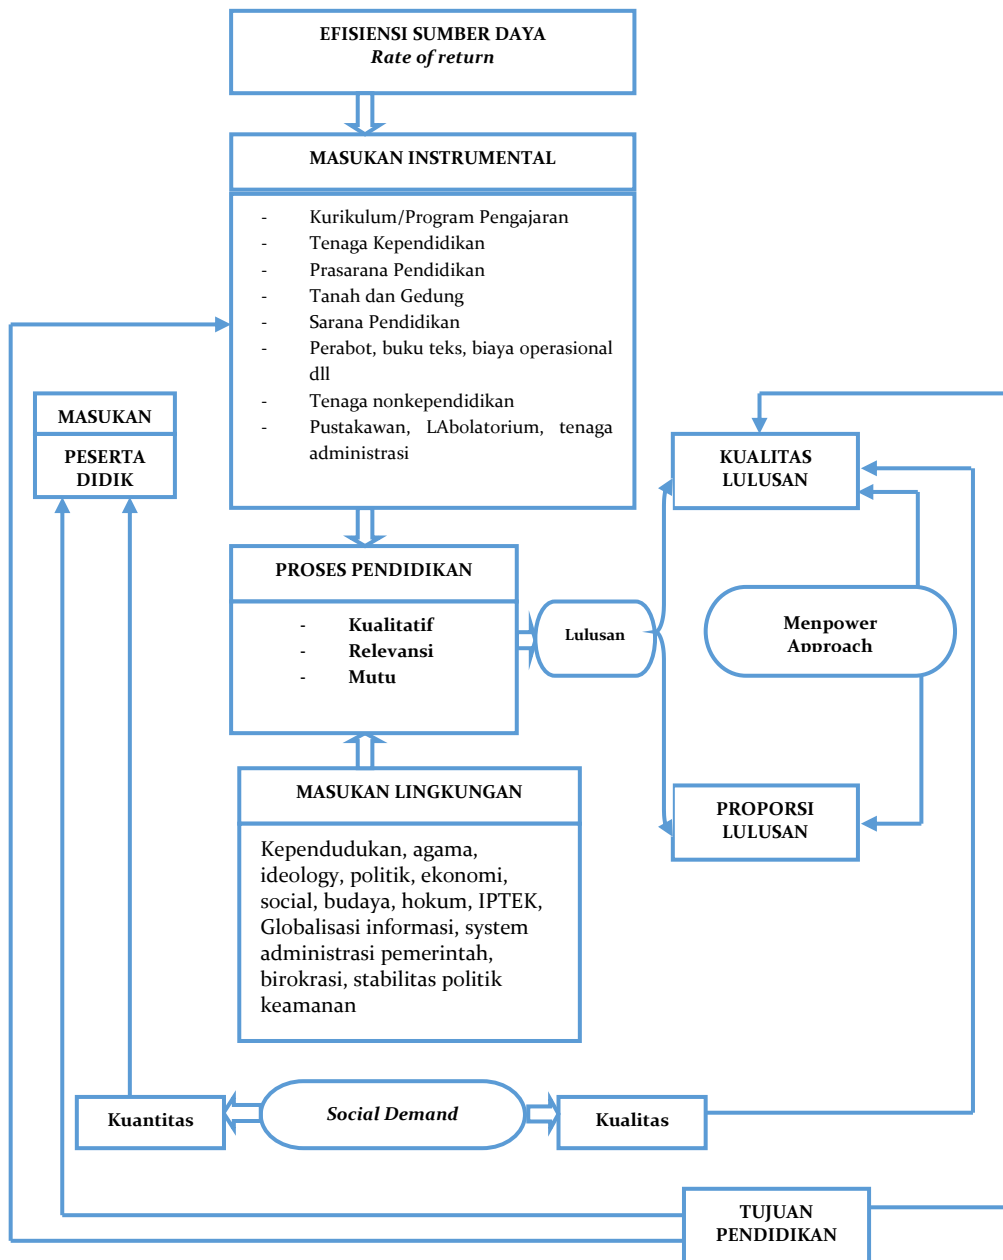 EFISIENSI SUMBER DAYA
Rate of return
MASUKAN INSTRUMENTAL
- Kurikulum/Program Pengajaran
- Tenaga Kependidikan
- Prasarana Pendidikan
- Tanah dan Gedung
- Sarana Pendidikan
- Perabot, buku teks, biaya operasional
dll
- Tenaga nonkependidikan
- Pustakawan, LAbolatorium, tenaga
administrasi
MASUKAN
PESERTA
DIDIK
KUALITAS
LULUSAN
PROSES PENDIDIKAN
- Kualitatif
- Relevansi
- Mutu
Lulusan
Menpower
Approach
MASUKAN LINGKUNGAN
Kependudukan, agama,
ideology, politik, ekonomi,
social, budaya, hokum, IPTEK,
Globalisasi informasi, system
administrasi pemerintah,
birokrasi, stabilitas politik
keamanan
PROPORSI
LULUSAN
Kuantitas
Social Demand
Kualitas
TUJUAN
PENDIDIKAN